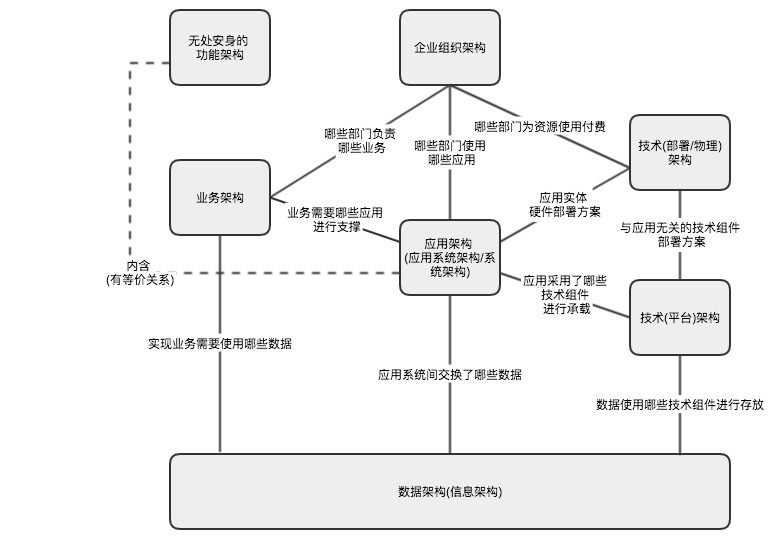 无处安身的
功能架构
企业组织架构
哪些部门为资源使用付费
哪些部门负责
哪些业务
哪些部门使用
哪些应用
技术(部署/物理)
架构
业务架构
业务需要哪些应用
进行支撑
应用实体
硬件部署方案
与应用无关的技术组件
部署方案
应用架构
(应用系统架构/系
统架构)
内含
(有等价关系)
应用采用了哪些
技术组件
进行承载
技术(平台)架构
实现业务需要使用哪些数据
应用系统间交换了哪些数据
数据使用哪些技术组件进行存放
数据架构(信息架构)